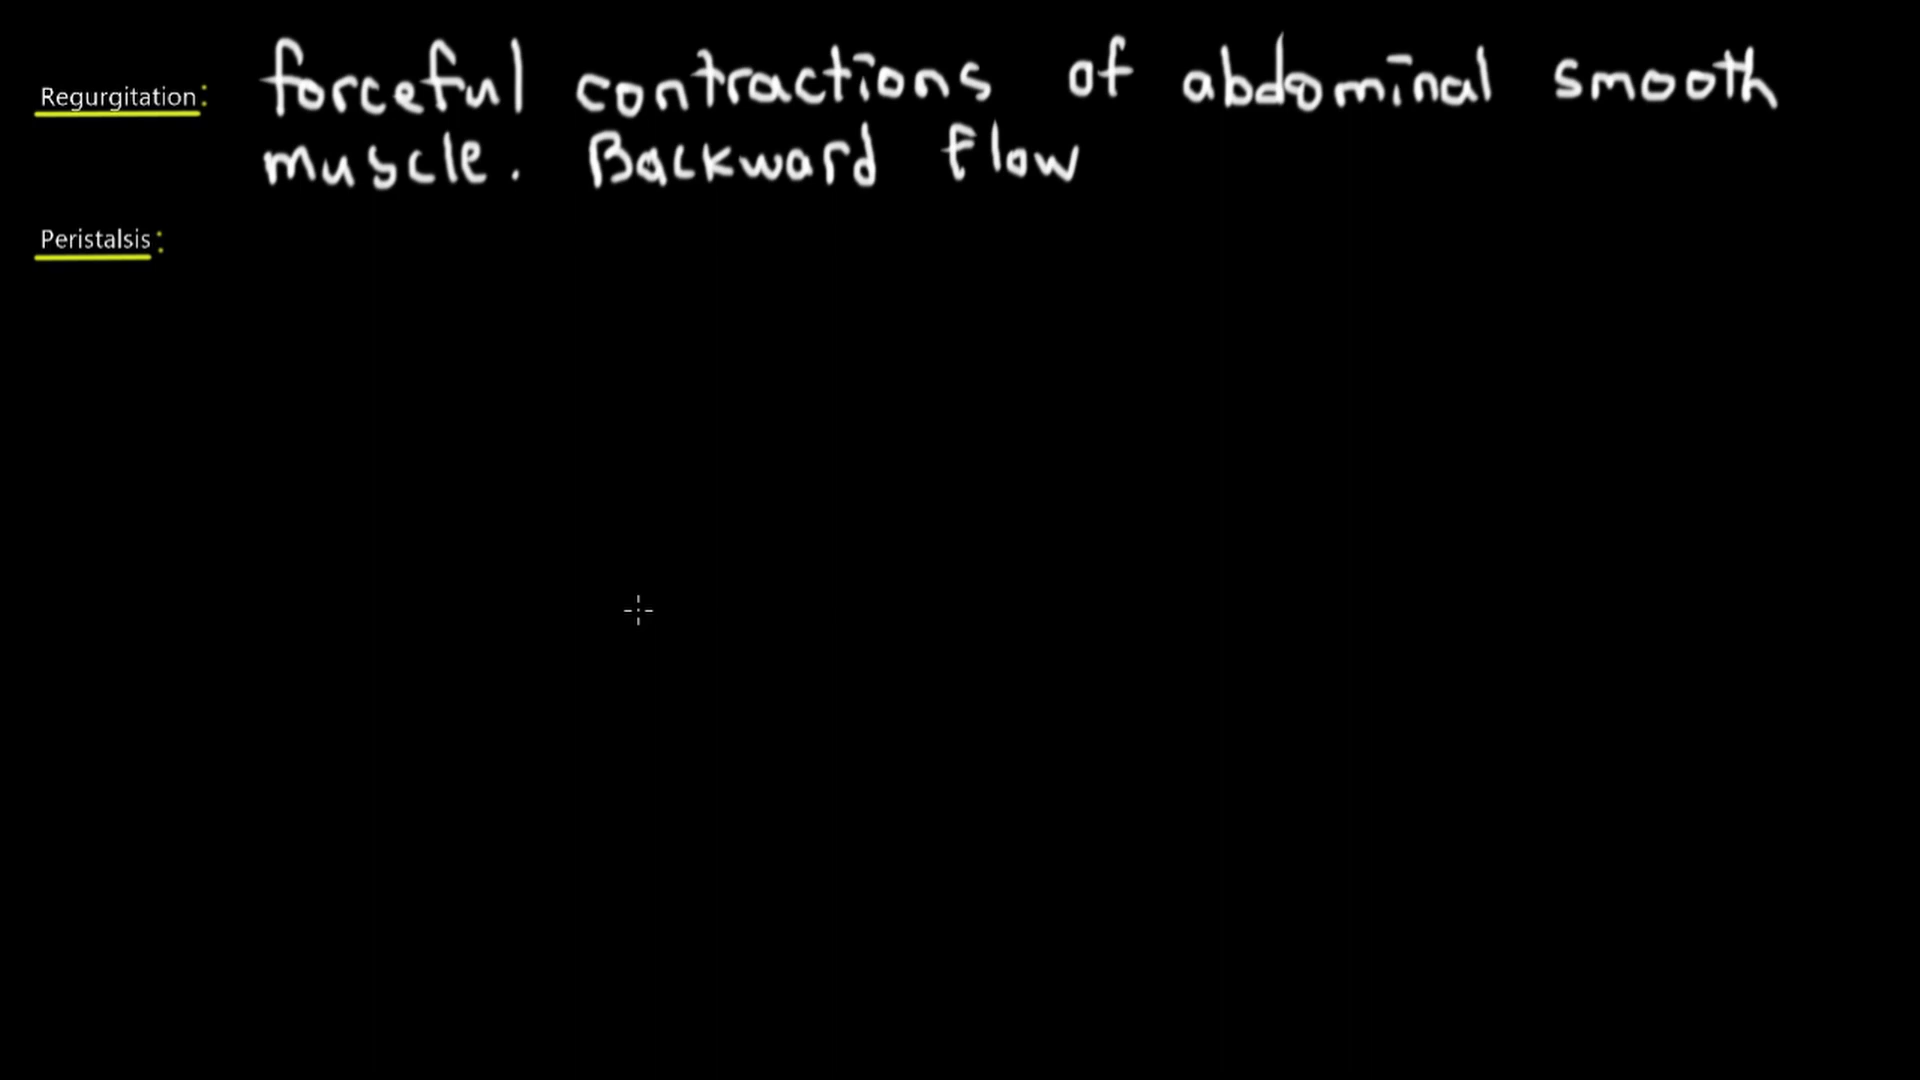 Regurgitation: forceful contractions of abdominal smooth
muscle. Backward flow
Peristalsis: